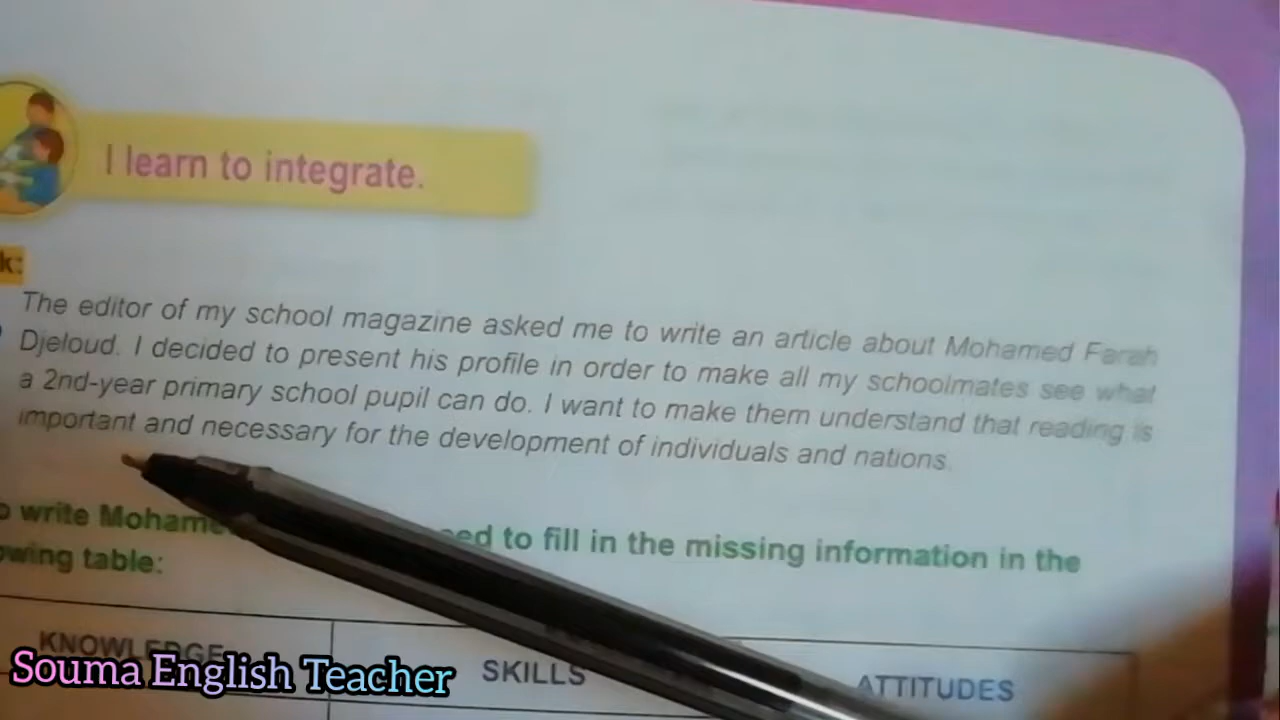 I learn to integrate.
k:
The editor of my school magazine asked me to write an article about Mohamed Farah
Djeloud. I decided to present his profile in order to make all my schoolmates see what
a 2nd-year primary school pupil can do. I want to make them understand that reading is
important and necessary for the development of individuals and nations.
o write Mohame ed to fill in the missing information in the
owing table:
KNOWLEDGE
SKILLS
ATTITUDES
Souma English Teacher